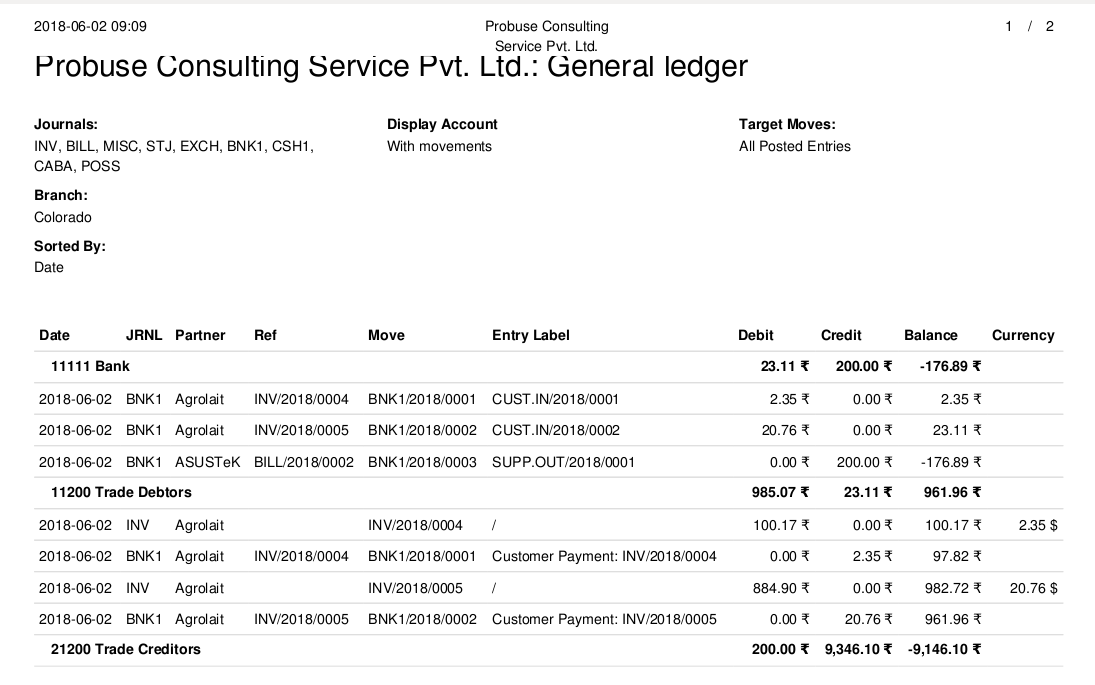 2018-06-02 09:09 Probuse Consulting 1 / 2
Service Pvt. Ltd.
Probuse Consulting Service Pvt. Ltd.: General ledger
Journals: Display Account Target Moves:
INV, BILL, MISC, STJ, EXCH, BNK1, CSH1, With movements All Posted Entries
CABA, POSS
Branch:
Colorado
Sorted By:
Date
Date JRNL Partner Ref Move Entry Label Debit Credit Balance Currency
11111 Bank 23.11 ₹ 200.00 ₹ -176.89 ₹
2018-06-02 BNK1 Agrolait INV/2018/0004 BNK1/2018/0001 CUST.IN/2018/0001 2.35 ₹ 0.00 ₹ 2.35 ₹
2018-06-02 BNK1 Agrolait INV/2018/0005 BNK1/2018/0002 CUST.IN/2018/0002 20.76 ₹ 0.00 ₹ 23.11 ₹
2018-06-02 BNK1 ASUSTeK BILL/2018/0002 BNK1/2018/0003 SUPP.OUT/2018/0001 0.00 ₹ 200.00 ₹ -176.89 ₹
11200 Trade Debtors 985.07 ₹ 23.11 ₹ 961.96 ₹
2018-06-02 INV Agrolait INV/2018/0004 / 100.17 ₹ 0.00 ₹ 100.17 ₹ 2.35 $
2018-06-02 BNK1 Agrolait INV/2018/0004 BNK1/2018/0001 Customer Payment: INV/2018/0004 0.00 ₹ 2.35 ₹ 97.82 ₹
2018-06-02 INV Agrolait INV/2018/0005 / 884.90 ₹ 0.00 ₹ 982.72 ₹ 20.76 $
2018-06-02 BNK1 Agrolait INV/2018/0005 BNK1/2018/0002 Customer Payment: INV/2018/0005 0.00 ₹ 20.76 ₹ 961.96 ₹
21200 Trade Creditors 200.00 ₹ 9,346.10 ₹ -9,146.10 ₹